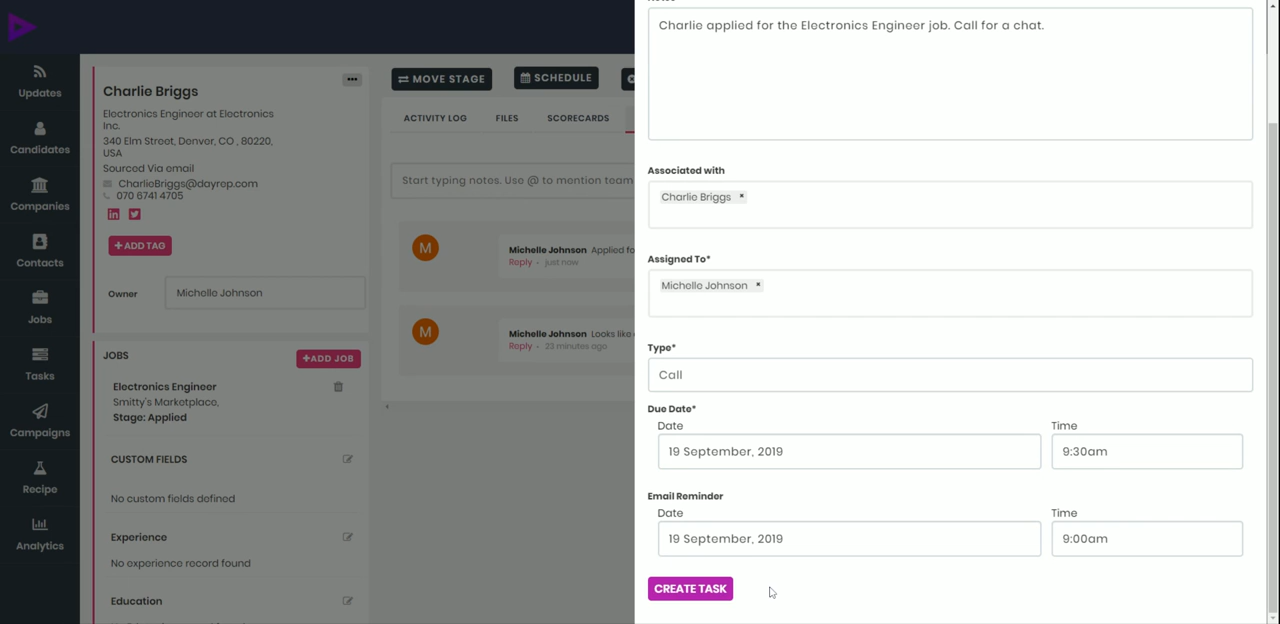 Updates
Candidates
Companies
Contacts
Jobs
Tasks
Campaigns
Recipe
Analytics
Charlie Briggs
Electronics Engineer at Electronics
Inc.
340 Elm Street, Denver, CO , 80220,
USA
Sourced Via email
CharlieBriggs@dayrep.com
070 6741 4705
+ADD TAG
Owner
Michelle Johnson
JOBS
+ADD JOB
Electronics Engineer
Smitty's Marketplace,
Stage: Applied
CUSTOM FIELDS
No custom fields defined
Experience
No experience record found
Education
MOVE STAGE
SCHEDULE
ACTIVITY LOG
FILES
SCORECARDS
Start typing notes. Use @ to mention team
M
Michelle Johnson Applied fo
Reply - just now
M
Michelle Johnson Looks like
Reply - 23 minutes ago
Charlie applied for the Electronics Engineer job. Call for a chat.
Associated with
Charlie Briggs ×
Assigned To*
Michelle Johnson ×
Type*
Call
Due Date*
Date
Time
19 September, 2019
9:30am
Email Reminder
Date
Time
19 September, 2019
9:00am
CREATE TASK